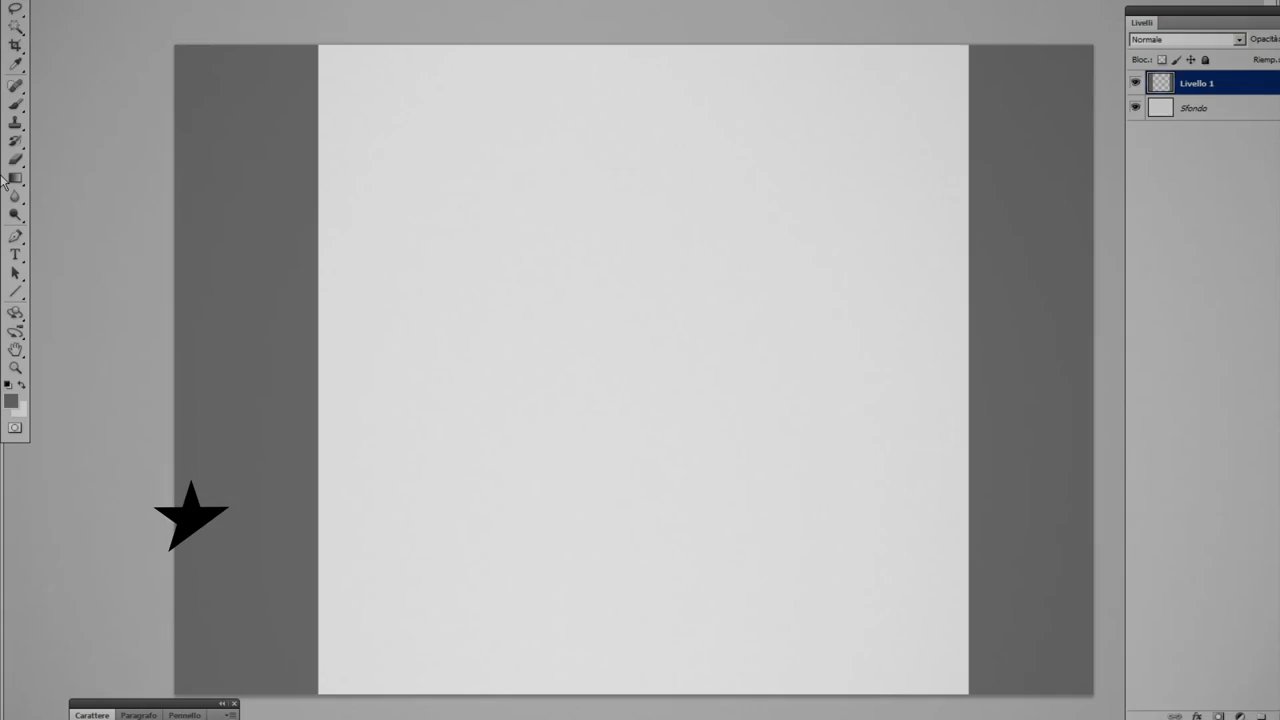 Livelli
Normale
Opacità
Bloc.:
Riemp.:
Livello 1
Sfondo
Carattere
Paragrafo
Pennello